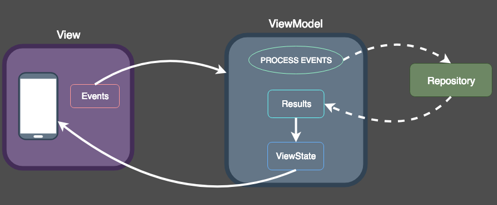 View
ViewModel
PROCESS EVENTS
Repository
Events
Results
ViewState